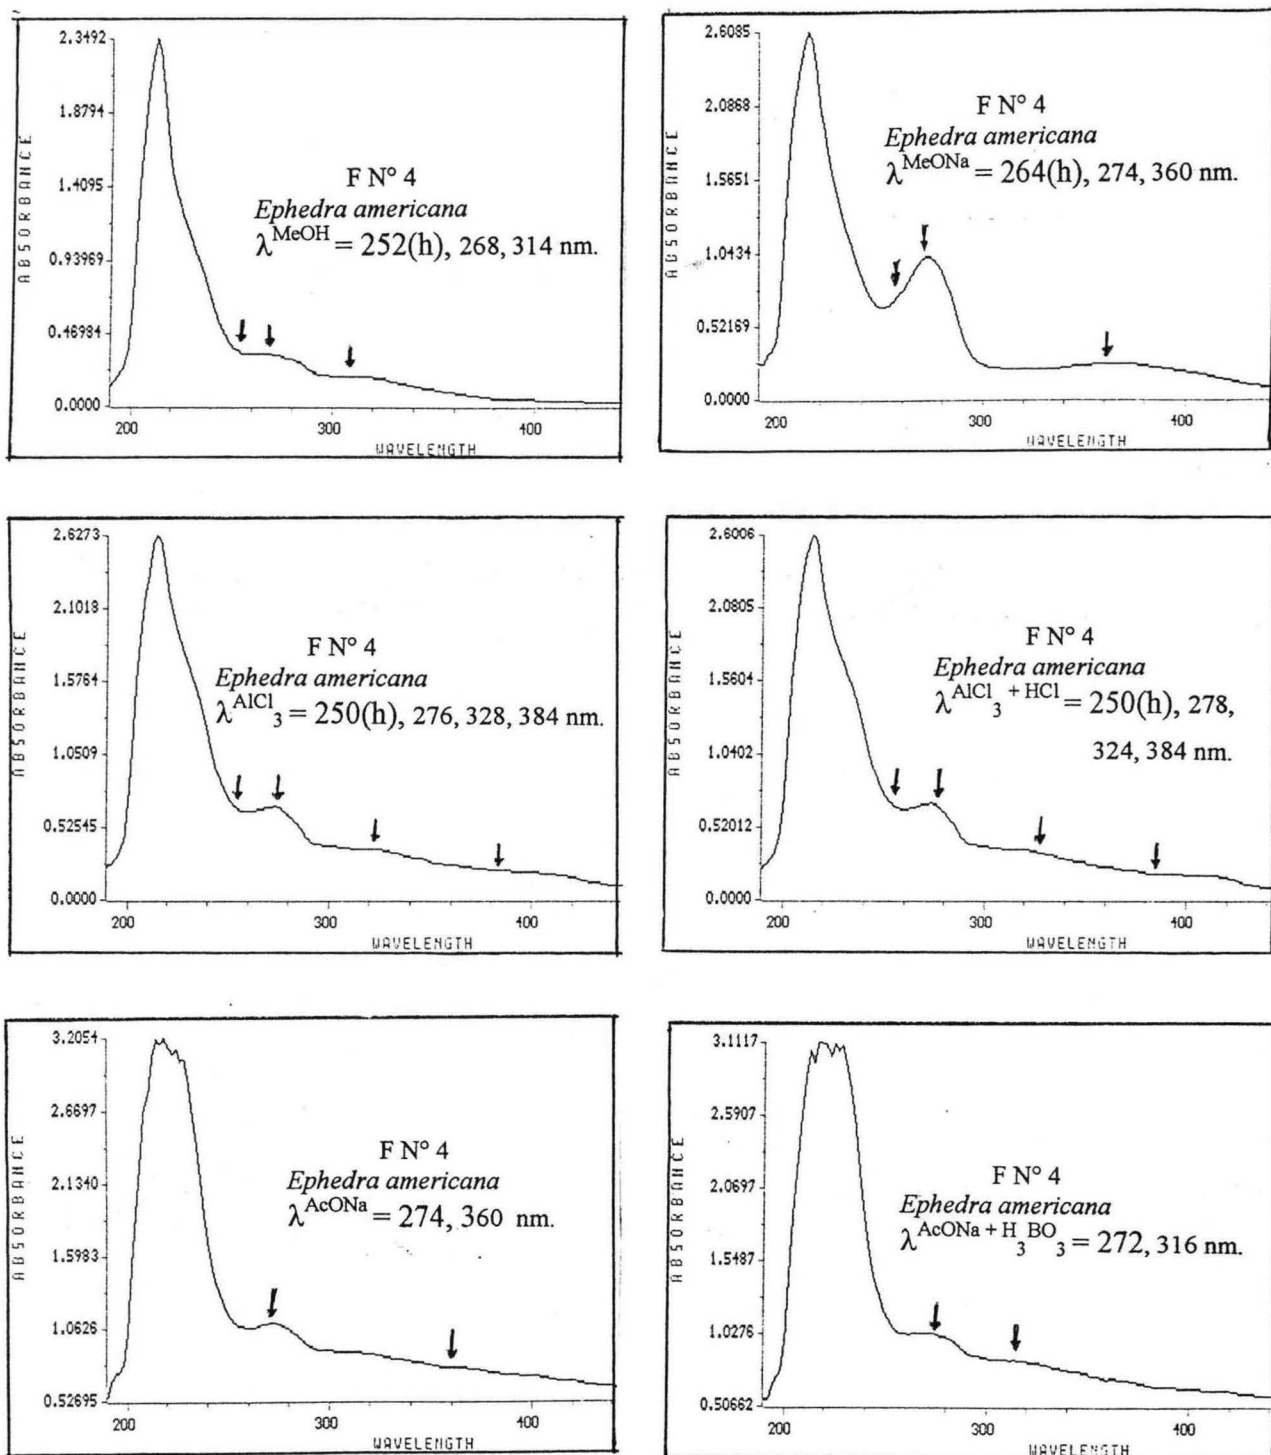 2.3492
1.8794
1.4095
0.93969
0.46984
0.0000
ABSORBANCE
F N° 4
Ephedra americana
λMeOH = 252(h), 268, 314 nm.
200 300 400
WAVELENGTH
2.6085
2.0868
1.5651
1.0434
0.52169
0.0000
ABSORBANCE
F N° 4
Ephedra americana
λMeONa = 264(h), 274, 360 nm.
300 400
WAVELENGTH
2.6273
2.1018
1.5764
1.0509
0.52545
0.0000
ABSORBANCE
F N° 4
Ephedra americana
λAlCl3 = 250(h), 276, 328, 384 nm.
200 300 400
WAVELENGTH
2.6006
2.0805
1.5604
1.0402
0.52012
0.0000
ABSORBANCE
F N° 4
Ephedra americana
λAlCl3 + HCl = 250(h), 278,
324, 384 nm.
200 300 400
WAVELENGTH
3.2054
2.6697
2.1340
1.5983
1.0626
0.52695
ABSORBANCE
F N° 4
Ephedra americana
λAcONa = 274, 360 nm.
200 300 400
WAVELENGTH
3.1117
2.5907
2.0697
1.5487
1.0276
0.50662
ABSORBANCE
F N° 4
Ephedra americana
λAcONa + H3BO3 = 272, 316 nm.
200 300 400
WAVELENGTH